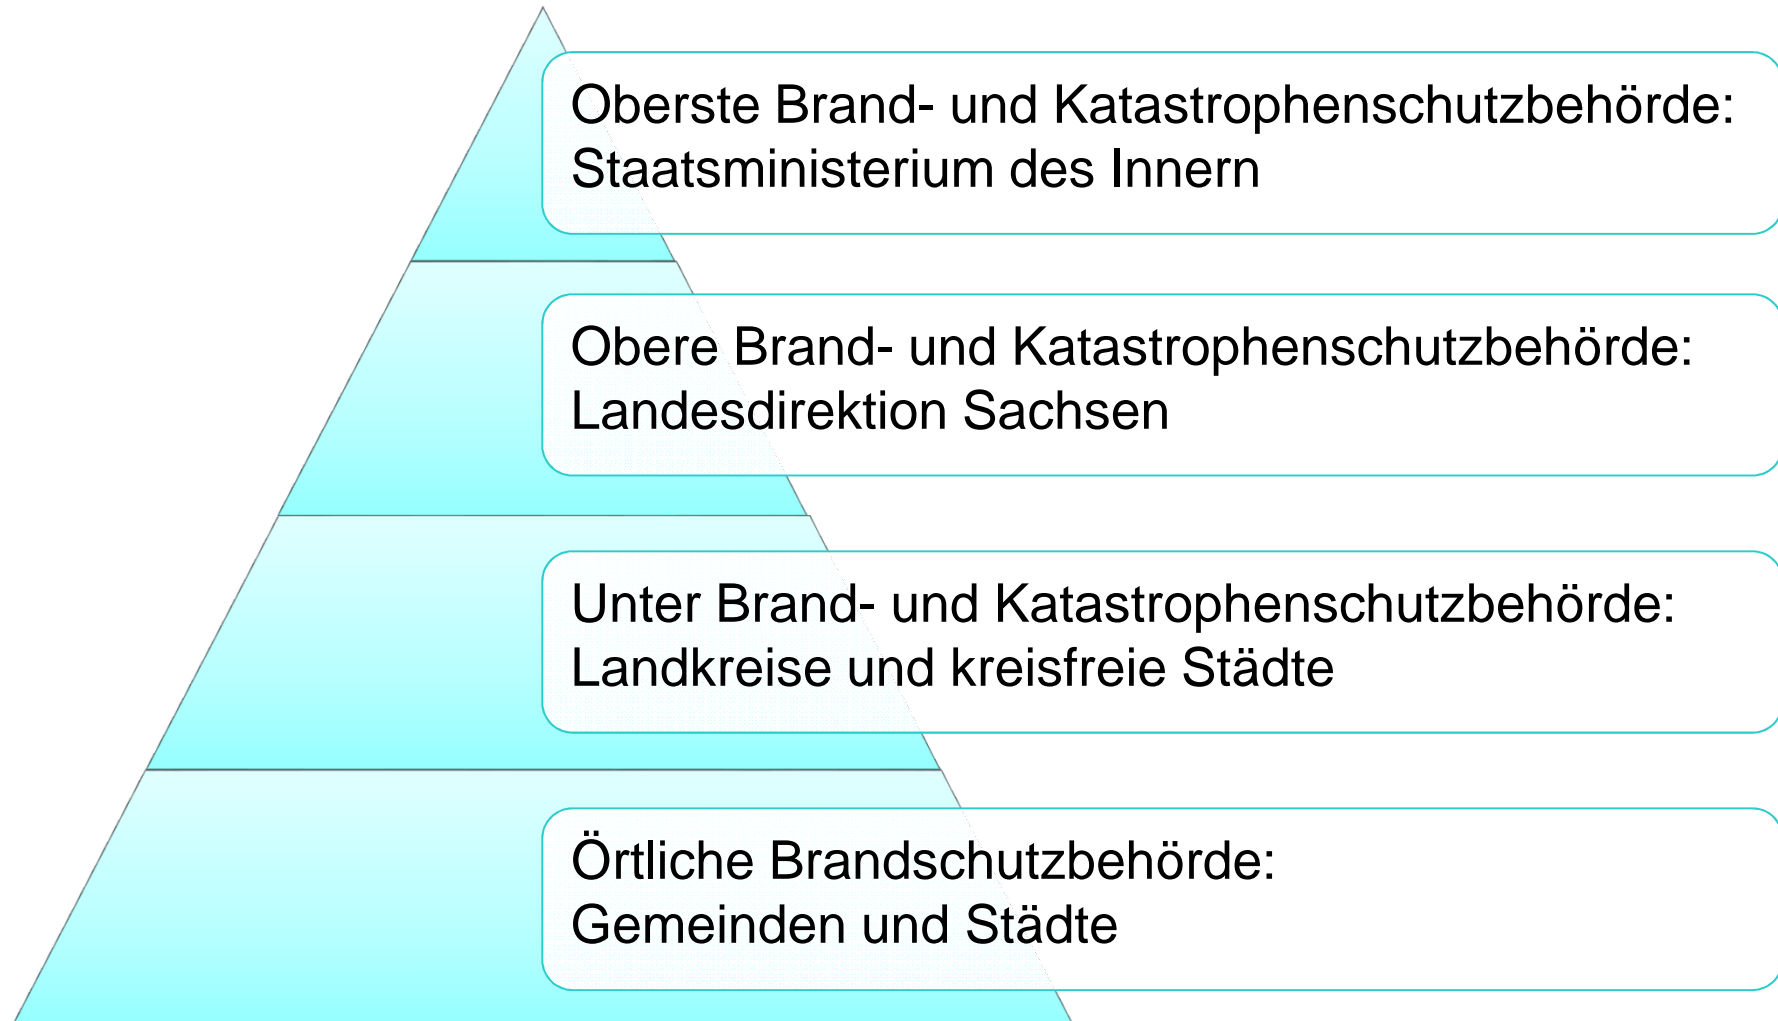 Oberste Brand- und Katastrophenschutzbehörde:
Staatsministerium des Innern
Obere Brand- und Katastrophenschutzbehörde:
Landesdirektion Sachsen
Unter Brand- und Katastrophenschutzbehörde:
Landkreise und kreisfreie Städte
Örtliche Brandschutzbehörde:
Gemeinden und Städte